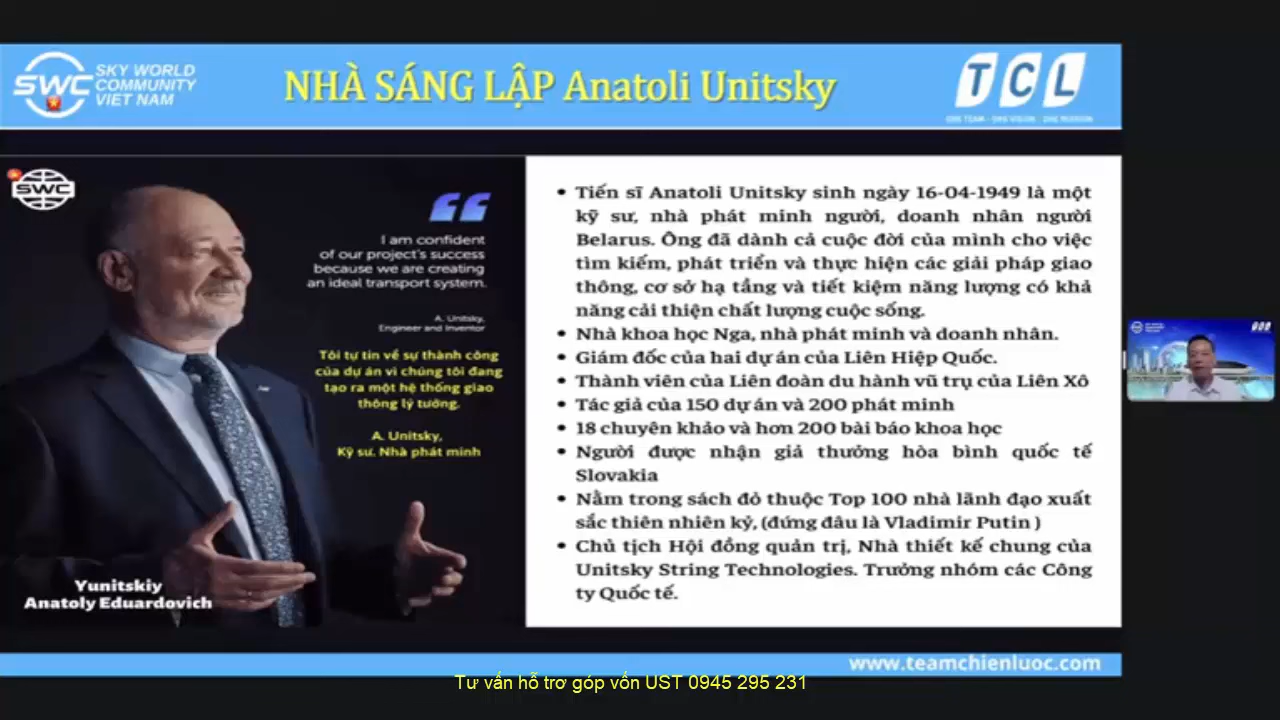 SWC
SKY WORLD
COMMUNITY
VIET NAM
NHÀ SÁNG LẬP Anatoli Unitsky
TCL
ONE TEAM - ONE VISION - ONE MISSION
SWC
I am confident
of our project's success
because we are creating
an ideal transport system.
A. Unitsky,
Engineer and Inventor
Tôi tự tin về sự thành công
của dự án vì chúng tôi đang
tạo ra một hệ thống giao
thông lý tưởng.
A. Unitsky,
Kỹ sư. Nhà phát minh
Yunitskiy
Anatoly Eduardovich
• Tiến sĩ Anatoli Unitsky sinh ngày 16-04-1949 là một
kỹ sư, nhà phát minh người, doanh nhân người
Belarus. Ông đã dành cả cuộc đời của mình cho việc
tìm kiếm, phát triển và thực hiện các giải pháp giao
thông, cơ sở hạ tầng và tiết kiệm năng lượng có khả
năng cải thiện chất lượng cuộc sống.
• Nhà khoa học Nga, nhà phát minh và doanh nhân.
• Giám đốc của hai dự án của Liên Hiệp Quốc.
• Thành viên của Liên đoàn du hành vũ trụ của Liên Xô
• Tác giả của 150 dự án và 200 phát minh
• 18 chuyên khảo và hơn 200 bài báo khoa học
• Người được nhận giả thưởng hòa bình quốc tế
Slovakia
• Nằm trong sách đỏ thuộc Top 100 nhà lãnh đạo xuất
sắc thiên nhiên kỷ, (đứng đâu là Vladimir Putin )
• Chủ tịch Hội đồng quản trị, Nhà thiết kế chung của
Unitsky String Technologies. Trưởng nhóm các Công
ty Quốc tế.
www.teamchienluoc.com
Tư vấn hỗ trơ góp vốn UST 0945 295 231